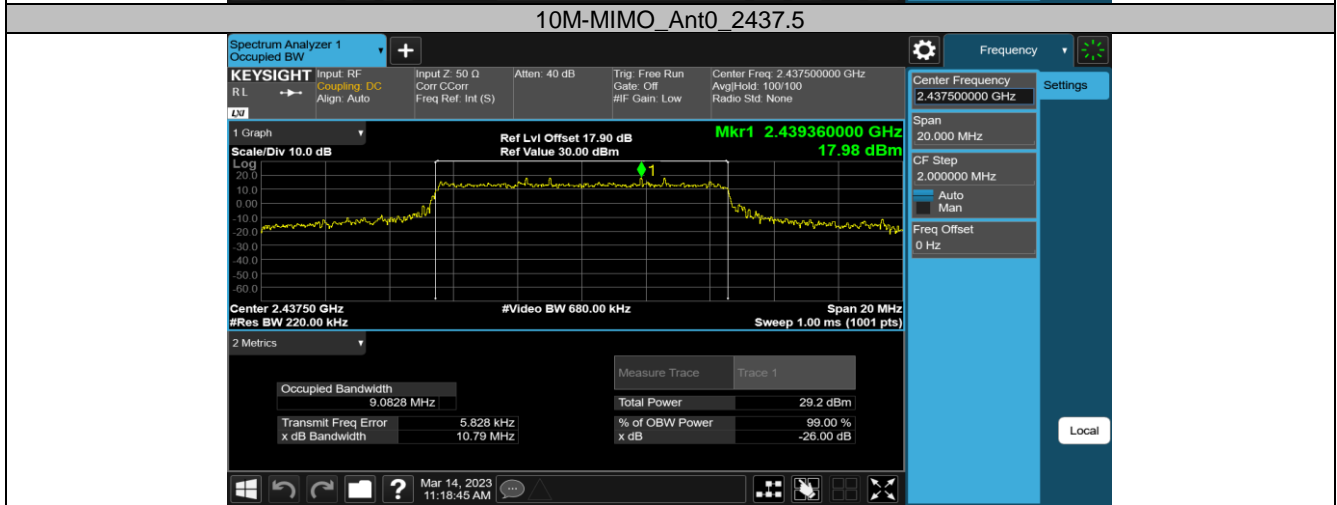 10M-MIMO_Ant0_2437.5
Spectrum Analyzer 1
Occupied BW
+
Frequency
KEYSIGHT
RL
LXI
Input: RF
Coupling: DC
Align: Auto
Input Z: 50 Ω
Corr CCorr
Freq Ref: Int (S)
Atten: 40 dB
Trig: Free Run
Gate: Off
#IF Gain: Low
Center Freq: 2.437500000 GHz
Avg|Hold: 100/100
Radio Std: None
Center Frequency
2.437500000 GHz
Settings
Span
20.000 MHz
CF Step
2.000000 MHz
Auto
Man
Freq Offset
0 Hz
1 Graph
Scale/Div 10.0 dB
Ref Lvl Offset 17.90 dB
Ref Value 30.00 dBm
Mkr1 2.439360000 GHz
17.98 dBm
Log
20.0
10.0
0.00
-10.0
-20.0
-30.0
-40.0
-50.0
-60.0
1
Center 2.43750 GHz
#Video BW 680.00 kHz
Span 20 MHz
#Res BW 220.00 kHz
Sweep 1.00 ms (1001 pts)
2 Metrics
Measure Trace
Trace 1
Occupied Bandwidth
9.0828 MHz
Total Power
29.2 dBm
Transmit Freq Error
5.828 kHz
% of OBW Power
99.00 %
x dB Bandwidth
10.79 MHz
x dB
-26.00 dB
Local
?
Mar 14, 2023
11:18:45 AM